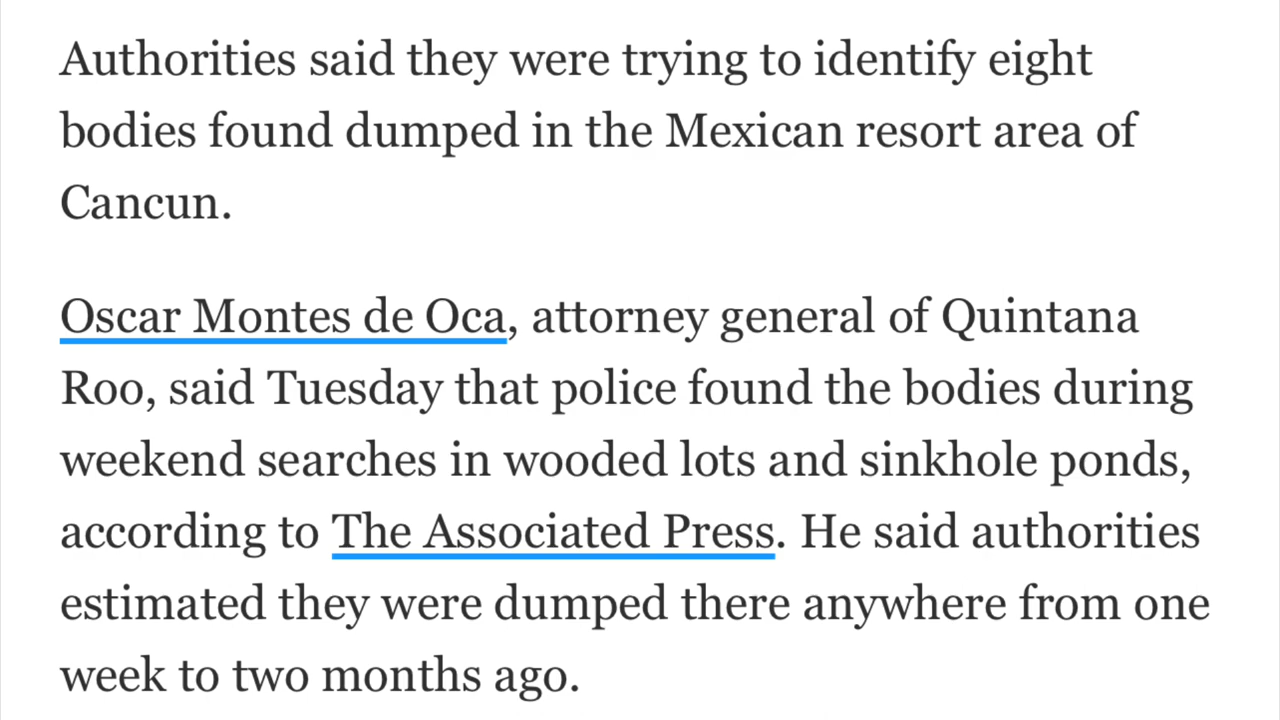 Authorities said they were trying to identify eight
bodies found dumped in the Mexican resort area of
Cancun.
Oscar Montes de Oca, attorney general of Quintana
Roo, said Tuesday that police found the bodies during
weekend searches in wooded lots and sinkhole ponds,
according to The Associated Press. He said authorities
estimated they were dumped there anywhere from one
week to two months ago.